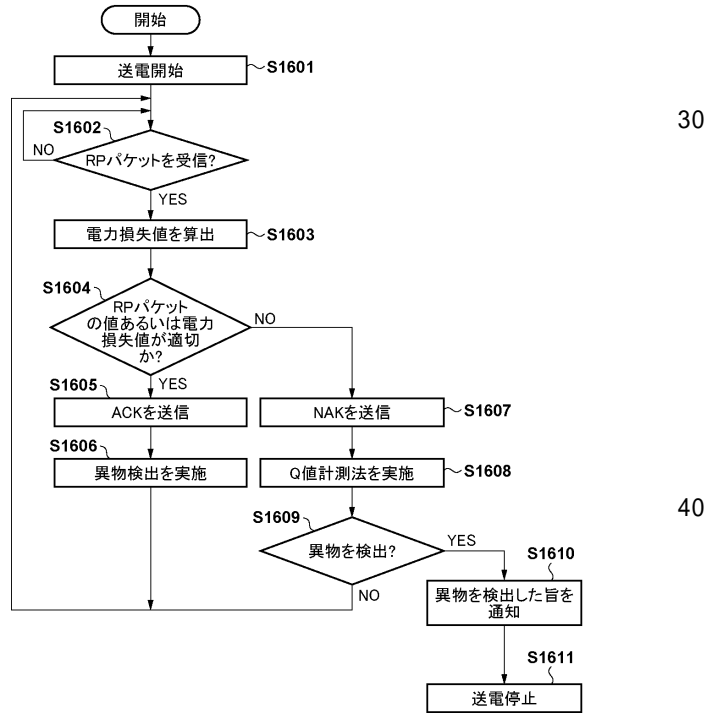 開始
送電開始
S1601
30
S1602
RPパケットを受信?
NO
YES
電力損失値を算出
S1603
S1604
RPパケット
の値あるいは電力
損失値が適切
か?
NO
YES
S1605
ACKを送信
NAKを送信
S1607
S1606
異物検出を実施
Q値計測法を実施
S1608
40
S1609
異物を検出?
YES
NO
S1610
異物を検出した旨を
通知
S1611
送電停止